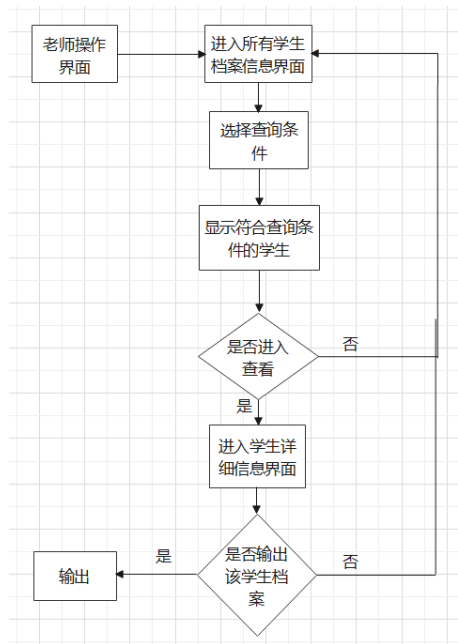 老师操作
界面
进入所有学生
档案信息界面
选择查询条
件
显示符合查询条
件的学生
是否进入
查看
否
是
进入学生详
细信息界面
是否输出
该学生档
案
是
否
输出